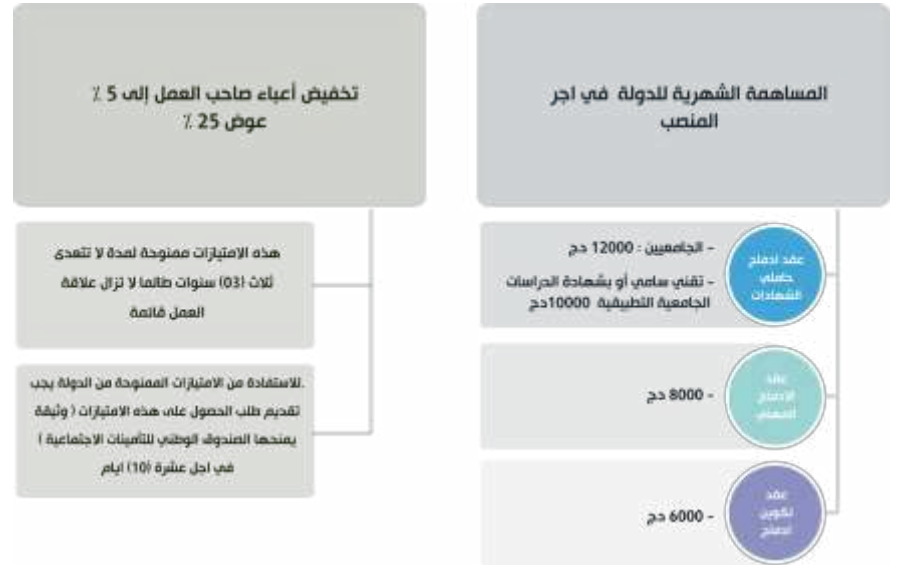 المساهمة الشهرية للدولة في اجر
المنصب
عقد ادماج
حاملي
الشهادات
- الجامعيين : 12000 دج
- تقني سامي أو بشهادة الدراسات
الجامعية التطبيقية 10000دج
عقد
الادماج
المهني
- 8000 دج
عقد
تكوين
ادماج
- 6000 دج
تخفيض أعباء صاحب العمل إلى 5 ٪
عوض 25 ٪
هذه الامتيازات ممنوحة لمدة لا تتعدى
ثلاث (03) سنوات طالما لا تزال علاقة
العمل قائمة
.للاستفادة من الامتيازات الممنوحة من الدولة يجب
تقديم طلب الحصول على هذه الامتيازات ( وثيقة
يمنحها الصندوق الوطني للتأمينات الاجتماعية )
في اجل عشرة (10) ايام